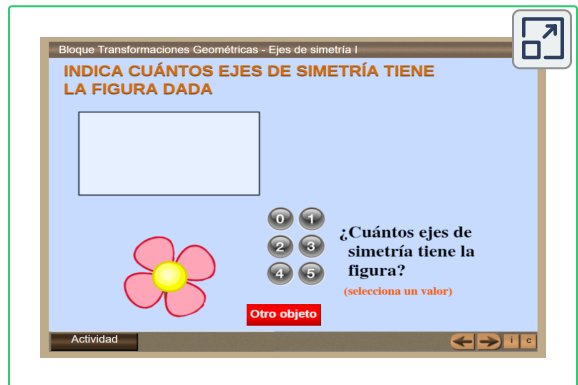 Bloque Transformaciones Geométricas - Ejes de simetría I
INDICA CUÁNTOS EJES DE SIMETRÍA TIENE
LA FIGURA DADA
0 1
2 3
4 5
¿Cuántos ejes de
simetría tiene la
figura?
(selecciona un valor)
Otro objeto
Actividad
i c